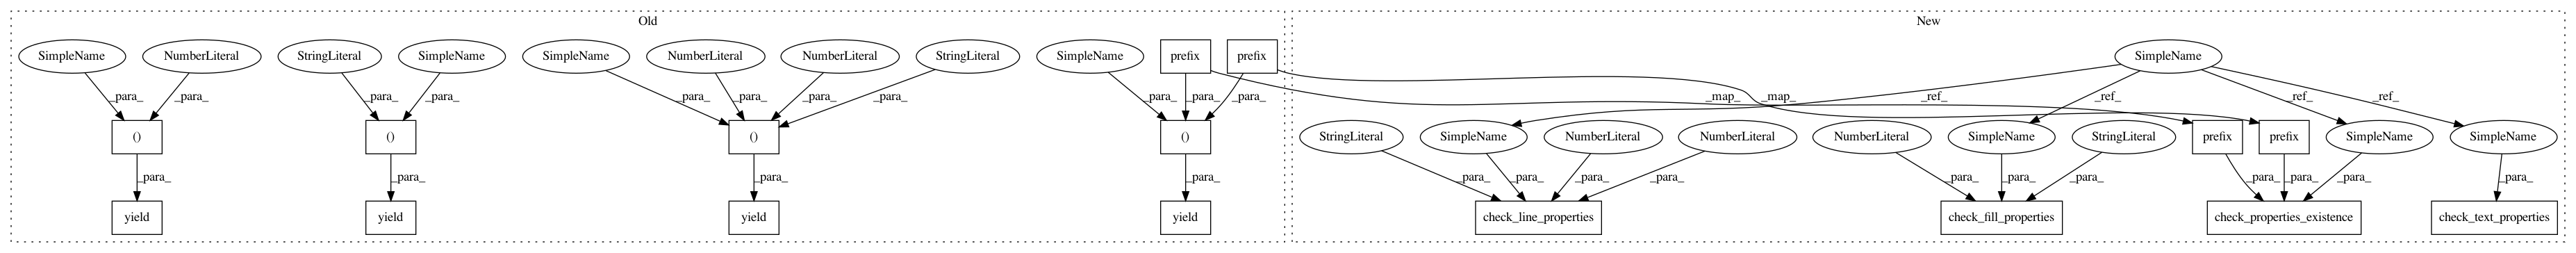 Old New
SimpleName NumberLiteral StringLiteral SimpleName SimpleName NumberLiteral NumberLiteral StringLiteral SimpleName prefix prefix SimpleName
_para_ _para_ _para_ _para_ _para_ _para_ _para_ _para_ _para_ _para_ _para_ _map_ _map_ _ref_ _ref_ _ref_ _ref_
() () () () StringLiteral SimpleName NumberLiteral NumberLiteral NumberLiteral SimpleName StringLiteral prefix prefix SimpleName SimpleName
_para_ _para_ _para_ _para_ _para_ _para_ _para_ _para_ _para_ _para_ _para_ _para_ _para_ _para_ _para_
yield yield yield yield check_line_properties check_fill_properties check_properties_existence check_text_properties